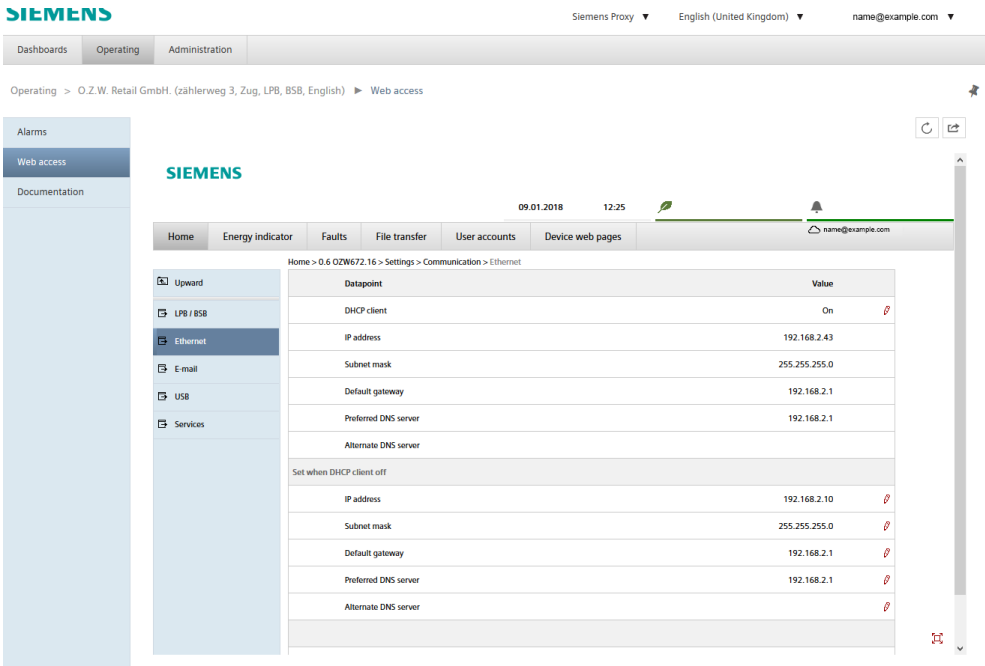 SIEMENS
Siemens Proxy ▼ English (United Kingdom) ▼ name@example.com ▼
Dashboards Operating Administration
Operating > O.Z.W. Retail GmbH. (zählerweg 3, Zug, LPB, BSB, English) ▶ Web access
Alarms
Web access
Documentation
SIEMENS
09.01.2018 12:25
Home Energy indicator Faults File transfer User accounts Device web pages
name@example.com
Home > 0.6 OZW672.16 > Settings > Communication > Ethernet
Upward
LPB / BSB
Ethernet
E-mail
USB
Services
Datapoint Value
DHCP client On
IP address 192.168.2.43
Subnet mask 255.255.255.0
Default gateway 192.168.2.1
Preferred DNS server 192.168.2.1
Alternate DNS server
Set when DHCP client off
IP address 192.168.2.10
Subnet mask 255.255.255.0
Default gateway 192.168.2.1
Preferred DNS server 192.168.2.1
Alternate DNS server